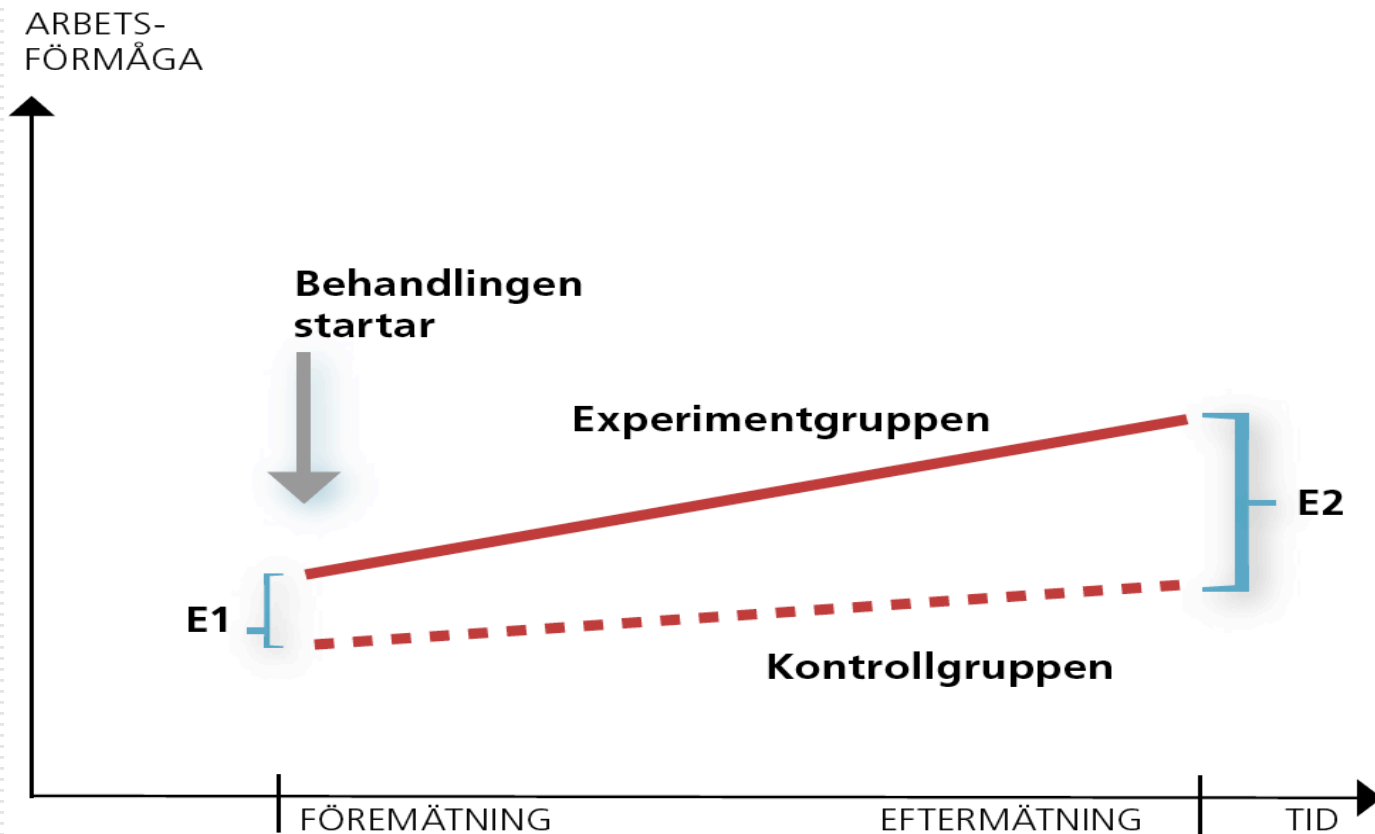 ARBETS-
FÖRMÅGA
Behandlingen
startar
Experimentgruppen
E2
E1
Kontrollgruppen
FÖREMÄTNING
EFTERMÄTNING
TID